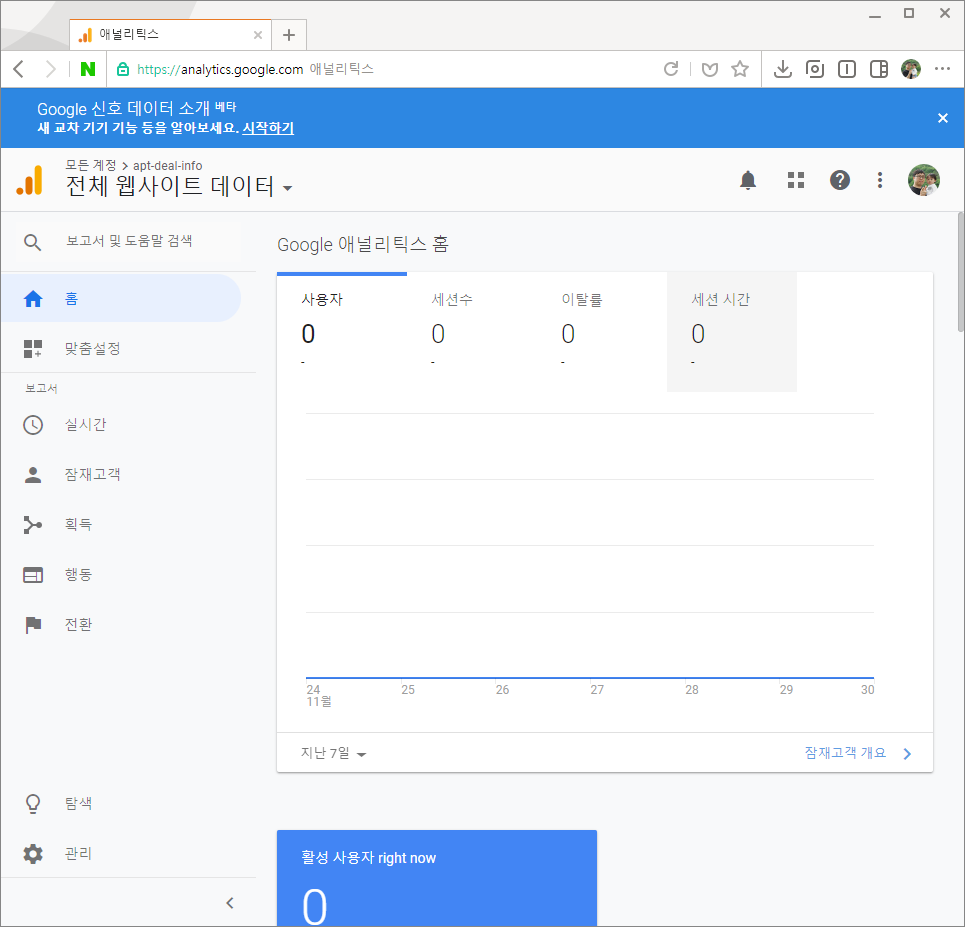 애널리틱스
N https://analytics.google.com 애널리틱스
Google 신호 데이터 소개 베타
새 교차 기기 기능 등을 알아보세요. 시작하기
모든 계정 > apt-deal-info
전체 웹사이트 데이터
보고서 및 도움말 검색
홈
맞춤설정
보고서
실시간
잠재고객
획득
행동
전환
탐색
관리
Google 애널리틱스 홈
사용자 세션수 이탈률 세션 시간
0 0 0 0
- - - -
24 25 26 27 28 29 30
11월
지난 7일 잠재고객 개요
활성 사용자 right now
0